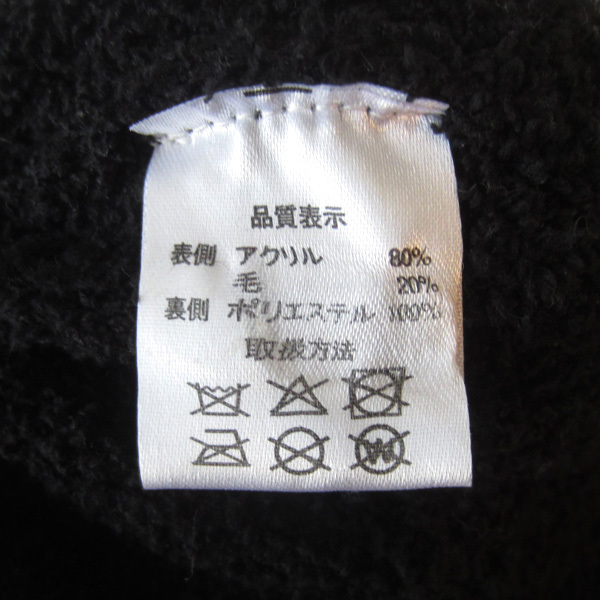 品質表示
表側 アクリル 80%
毛 20%
裏側 ポリエステル 100%
取扱方法
PA